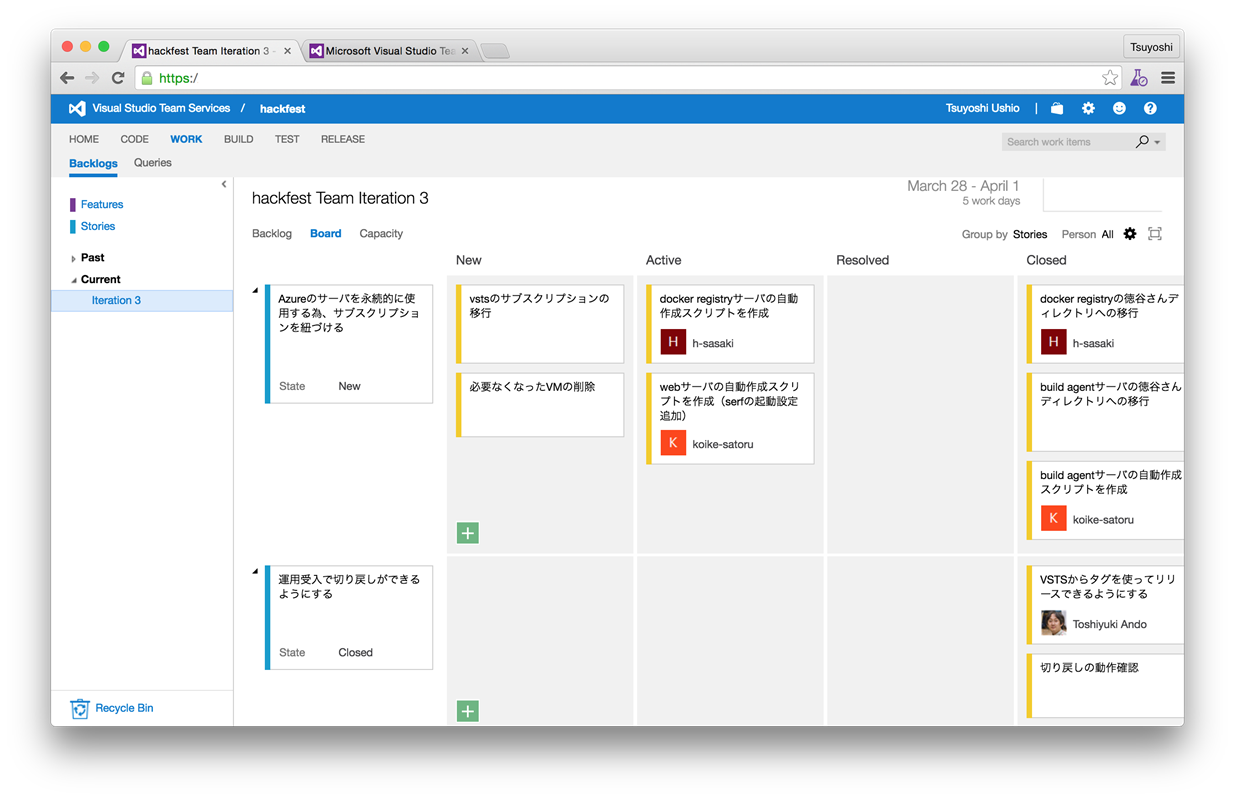 hackfest Team Iteration 3 -
Microsoft Visual Studio Tea
Tsuyoshi
https:/
Visual Studio Team Services / hackfest
Tsuyoshi Ushio
HOME CODE WORK BUILD TEST RELEASE
Search work items
Backlogs Queries
Features
Stories
Past
Current
Iteration 3
Recycle Bin
hackfest Team Iteration 3
March 28 - April 1
5 work days
Backlog Board Capacity
Group by Stories Person All
New Active Resolved Closed
Azureのサーバを永続的に使
用する為、サブスクリプショ
ンを紐づける
State New
vstsのサブスクリプションの
移行
必要なくなったVMの削除
docker registryサーバの自動
作成スクリプトを作成
H h-sasaki
webサーバの自動作成スクリ
プトを作成（serfの起動設定
追加）
K koike-satoru
docker registryの徳谷さんデ
ィレクトリへの移行
H h-sasaki
build agentサーバの徳谷さん
ディレクトリへの移行
build agentサーバの自動作成
スクリプトを作成
K koike-satoru
運用受入で切り戻しができる
ようにする
State Closed
VSTSからタグを使ってリリ
ースできるようにする
Toshiyuki Ando
切り戻しの動作確認